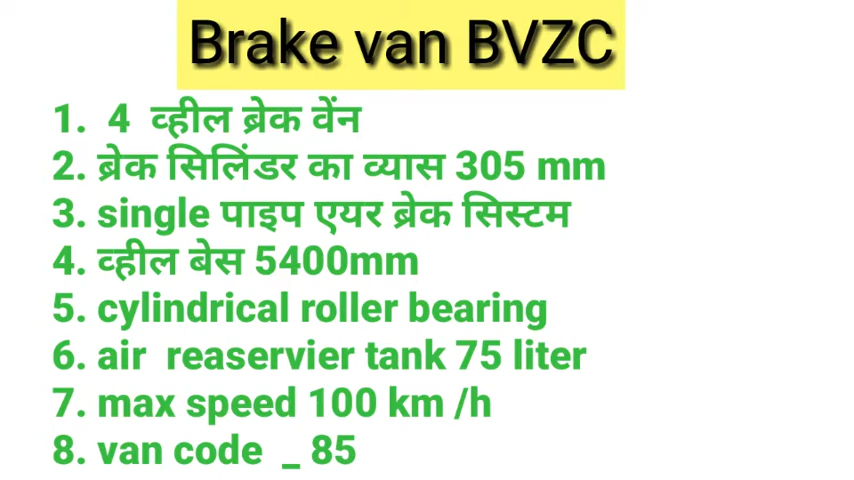 Brake van BVZC
1. 4 व्हील ब्रेक वेंन
2. ब्रेक सिलिंडर का व्यास 305 mm
3. single पाइप एयर ब्रेक सिस्टम
4. व्हील बेस 5400mm
5. cylindrical roller bearing
6. air reaservier tank 75 liter
7. max speed 100 km /h
8. van code _ 85